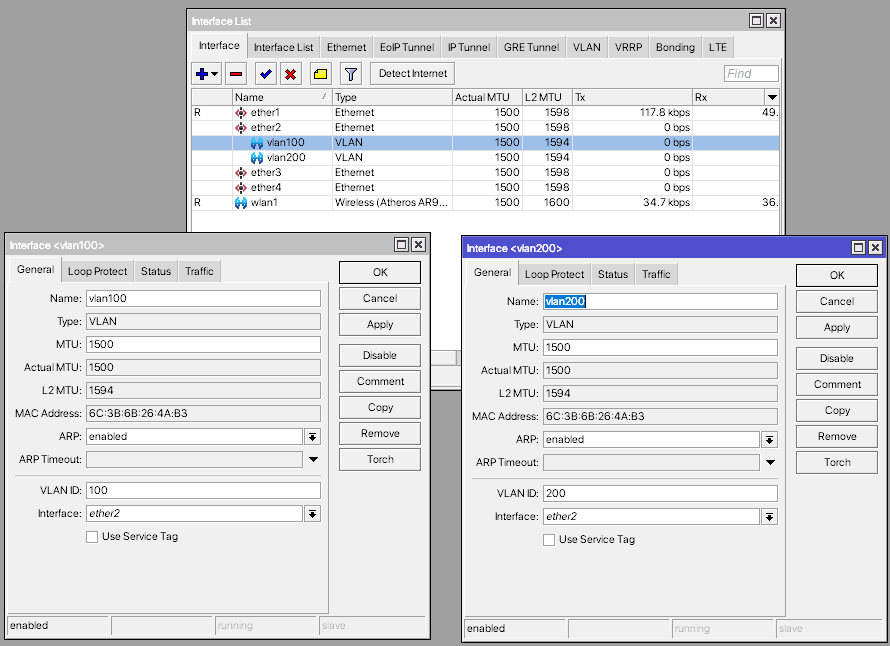 Interface List
Interface Interface List Ethernet EoIP Tunnel IP Tunnel GRE Tunnel VLAN VRRP Bonding LTE
Detect Internet Find
Name / Type Actual MTU L2 MTU Tx Rx
R ether1 Ethernet 1500 1598 117.8 kbps 49.
ether2 Ethernet 1500 1598 0 bps
vlan100 VLAN 1500 1594 0 bps
vlan200 VLAN 1500 1594 0 bps
ether3 Ethernet 1500 1598 0 bps
ether4 Ethernet 1500 1598 0 bps
R wlan1 Wireless (Atheros AR9... 1500 1600 34.7 kbps 36.
Interface <vlan100>
General Loop Protect Status Traffic
Name: vlan100
Type: VLAN
MTU: 1500
Actual MTU: 1500
L2 MTU: 1594
MAC Address: 6C:3B:6B:26:4A:B3
ARP: enabled
ARP Timeout:
VLAN ID: 100
Interface: ether2
Use Service Tag
OK
Cancel
Apply
Disable
Comment
Copy
Remove
Torch
enabled running slave
Interface <vlan200>
General Loop Protect Status Traffic
Name: vlan200
Type: VLAN
MTU: 1500
Actual MTU: 1500
L2 MTU: 1594
MAC Address: 6C:3B:6B:26:4A:B3
ARP: enabled
ARP Timeout:
VLAN ID: 200
Interface: ether2
Use Service Tag
OK
Cancel
Apply
Disable
Comment
Copy
Remove
Torch
enabled running slave